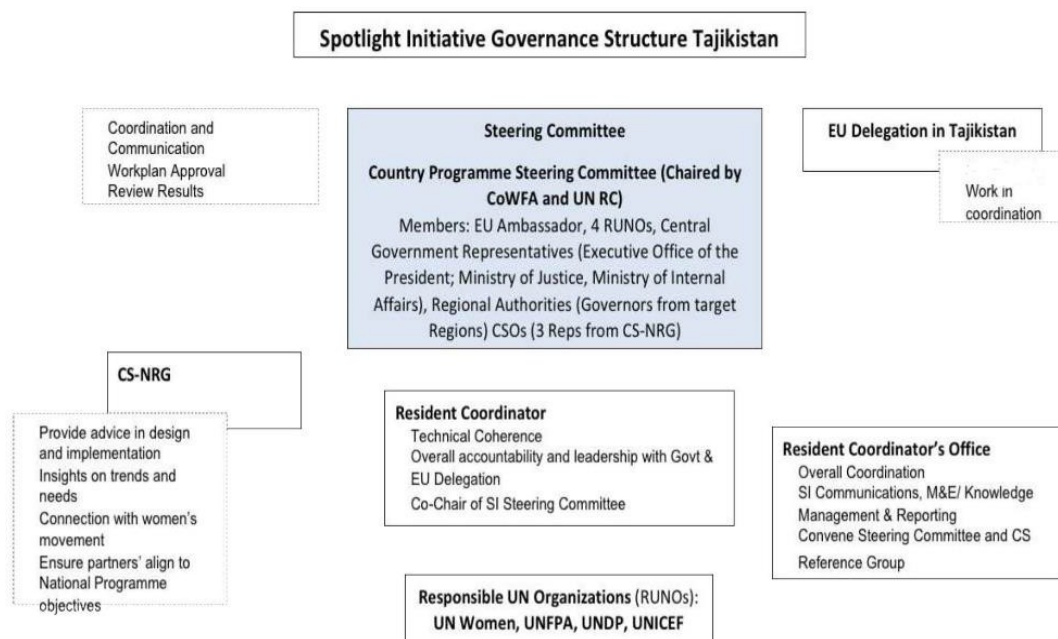 Spotlight Initiative Governance Structure Tajikistan
Coordination and
Communication
Workplan Approval
Review Results
Steering Committee
Country Programme Steering Committee (Chaired by
CoWFA and UN RC)
Members: EU Ambassador, 4 RUNOs, Central
Government Representatives (Executive Office of the
President; Ministry of Justice, Ministry of Internal
Affairs), Regional Authorities (Governors from target
Regions) CSOs (3 Reps from CS-NRG)
EU Delegation in Tajikistan
Work in
coordination
CS-NRG
Provide advice in design
and implementation
Insights on trends and
needs
Connection with women's
movement
Ensure partners' align to
National Programme
objectives
Resident Coordinator
Technical Coherence
Overall accountability and leadership with Govt &
EU Delegation
Co-Chair of SI Steering Committee
Resident Coordinator's Office
Overall Coordination
SI Communications, M&E/ Knowledge
Management & Reporting
Convene Steering Committee and CS
Reference Group
Responsible UN Organizations (RUNOs):
UN Women, UNFPA, UNDP, UNICEF